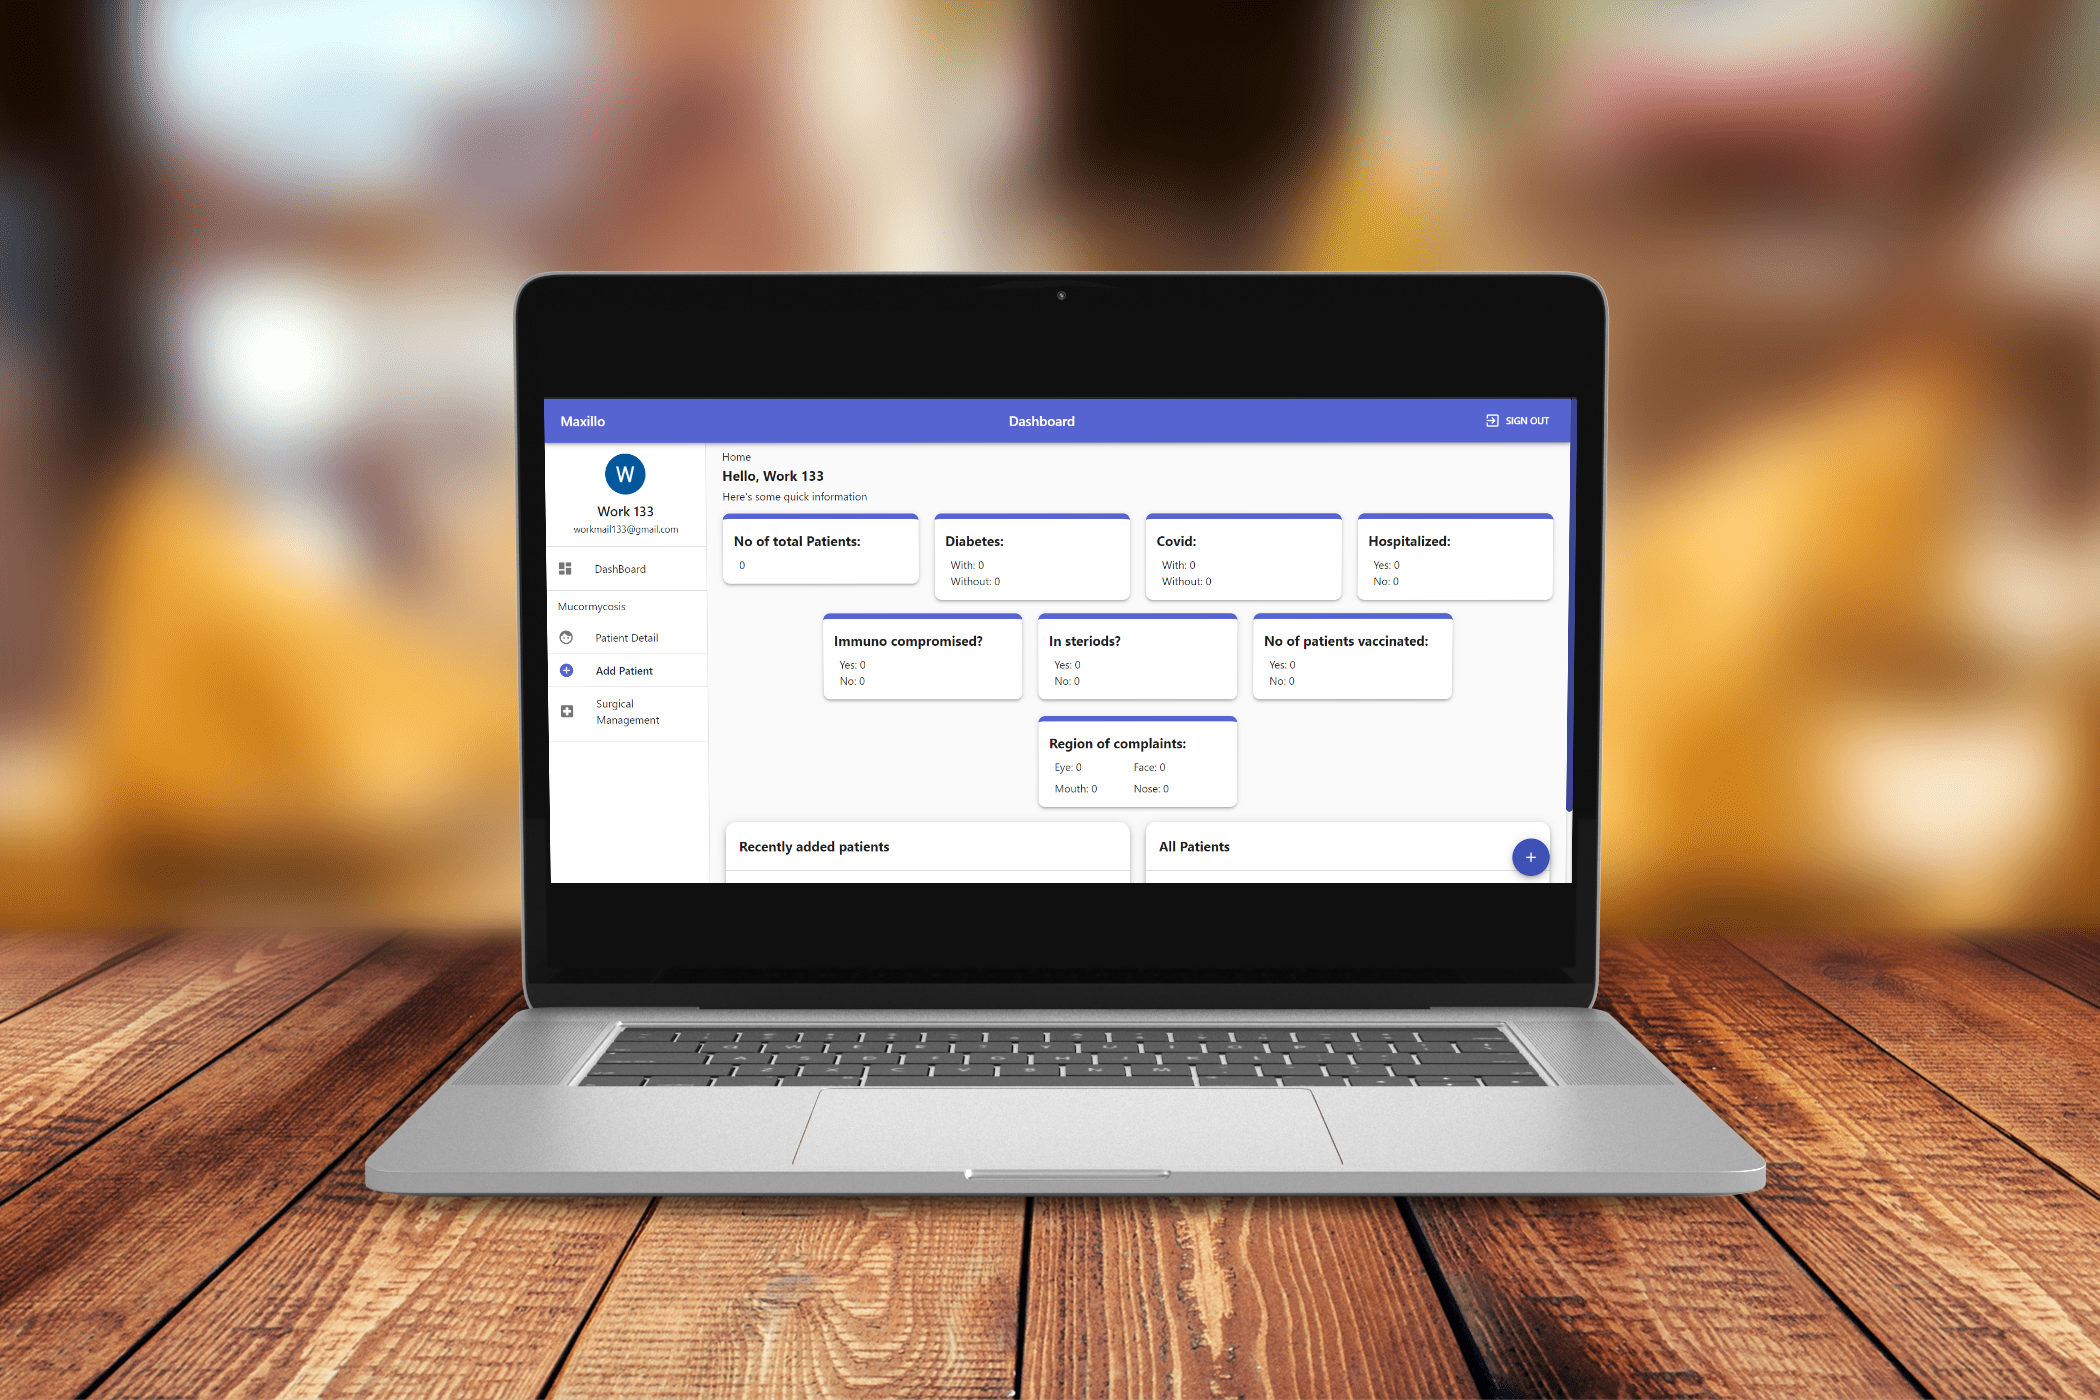 Maxillo
Dashboard
SIGN OUT
W
Work 133
workmail133@gmail.com
DashBoard
Mucormycosis
Patient Detail
Add Patient
Surgical
Management
Home
Hello, Work 133
Here's some quick information
No of total Patients:
0
Diabetes:
With: 0
Without: 0
Covid:
With: 0
Without: 0
Hospitalized:
Yes: 0
No: 0
Immuno compromised?
Yes: 0
No: 0
In steriods?
Yes: 0
No: 0
No of patients vaccinated:
Yes: 0
No: 0
Region of complaints:
Eye: 0 Face: 0
Mouth: 0 Nose: 0
Recently added patients
All Patients
+